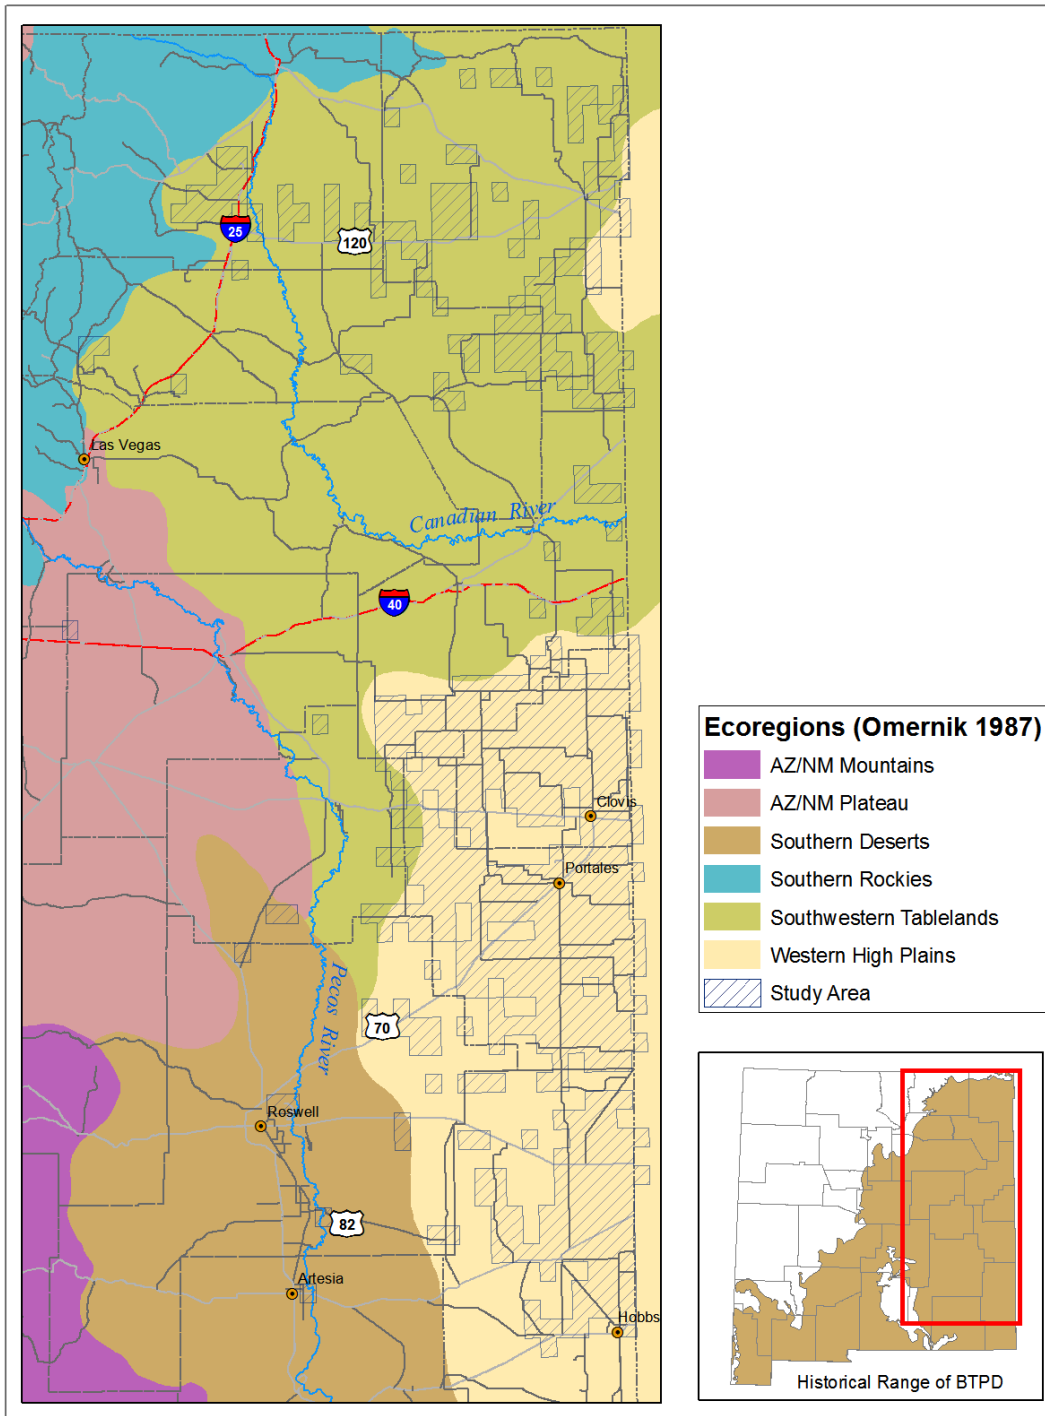 25
120
Las Vegas
Canadian River
40
Clovis
Portales
Pecos River
70
Roswell
82
Artesia
Hobbs
Ecoregions (Omernik 1987)
AZ/NM Mountains
AZ/NM Plateau
Southern Deserts
Southern Rockies
Southwestern Tablelands
Western High Plains
Study Area
Historical Range of BTPD